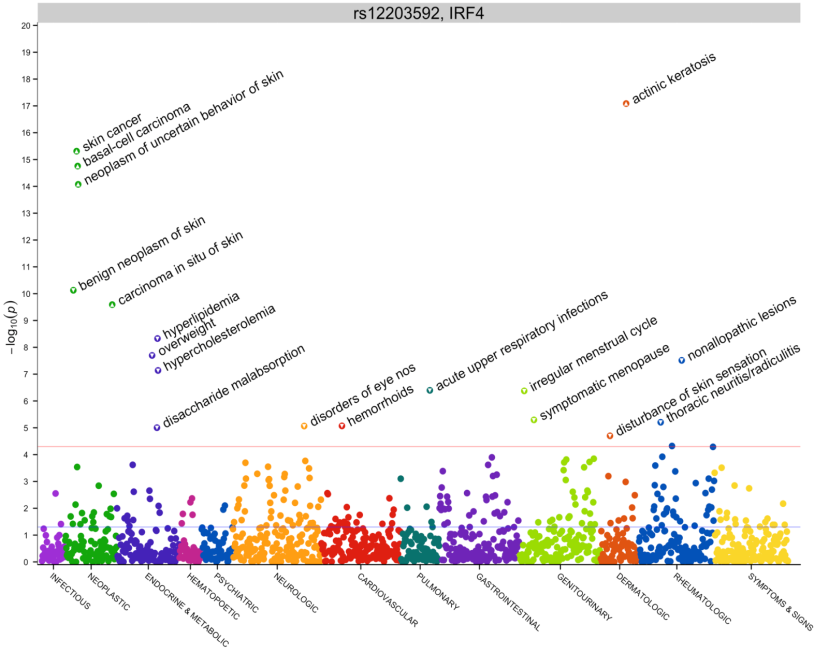 rs12203592, IRF4
20
19
18
17
16
15
14
13
12
11
10
9
8
7
6
5
4
3
2
1
0
−log10(p)
actinic keratosis
skin cancer
basal-cell carcinoma
neoplasm of uncertain behavior of skin
benign neoplasm of skin
carcinoma in situ of skin
hyperlipidemia
overweight
hypercholesterolemia
disaccharide malabsorption
disorders of eye nos
hemorrhoids
acute upper respiratory infections
irregular menstrual cycle
symptomatic menopause
nonallopathic lesions
disturbance of skin sensation
thoracic neuritis/radiculitis
INFECTIOUS
NEOPLASTIC
ENDOCRINE & METABOLIC
HEMATOPOETIC
PSYCHIATRIC
NEUROLOGIC
CARDIOVASCULAR
PULMONARY
GASTROINTESTINAL
GENTOURINARY
DERMATOLOGIC
RHEUMATOLOGIC
SYMPTOMS & SIGNS